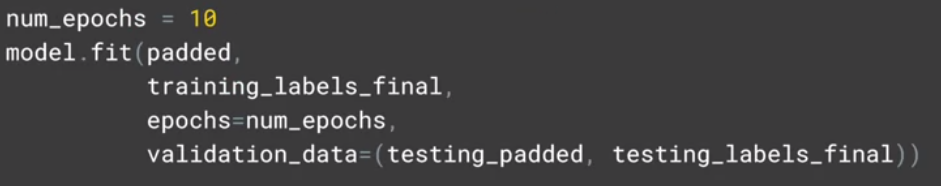 num_epochs = 10
model.fit(padded,
training_labels_final,
epochs=num_epochs,
validation_data=(testing_padded, testing_labels_final))